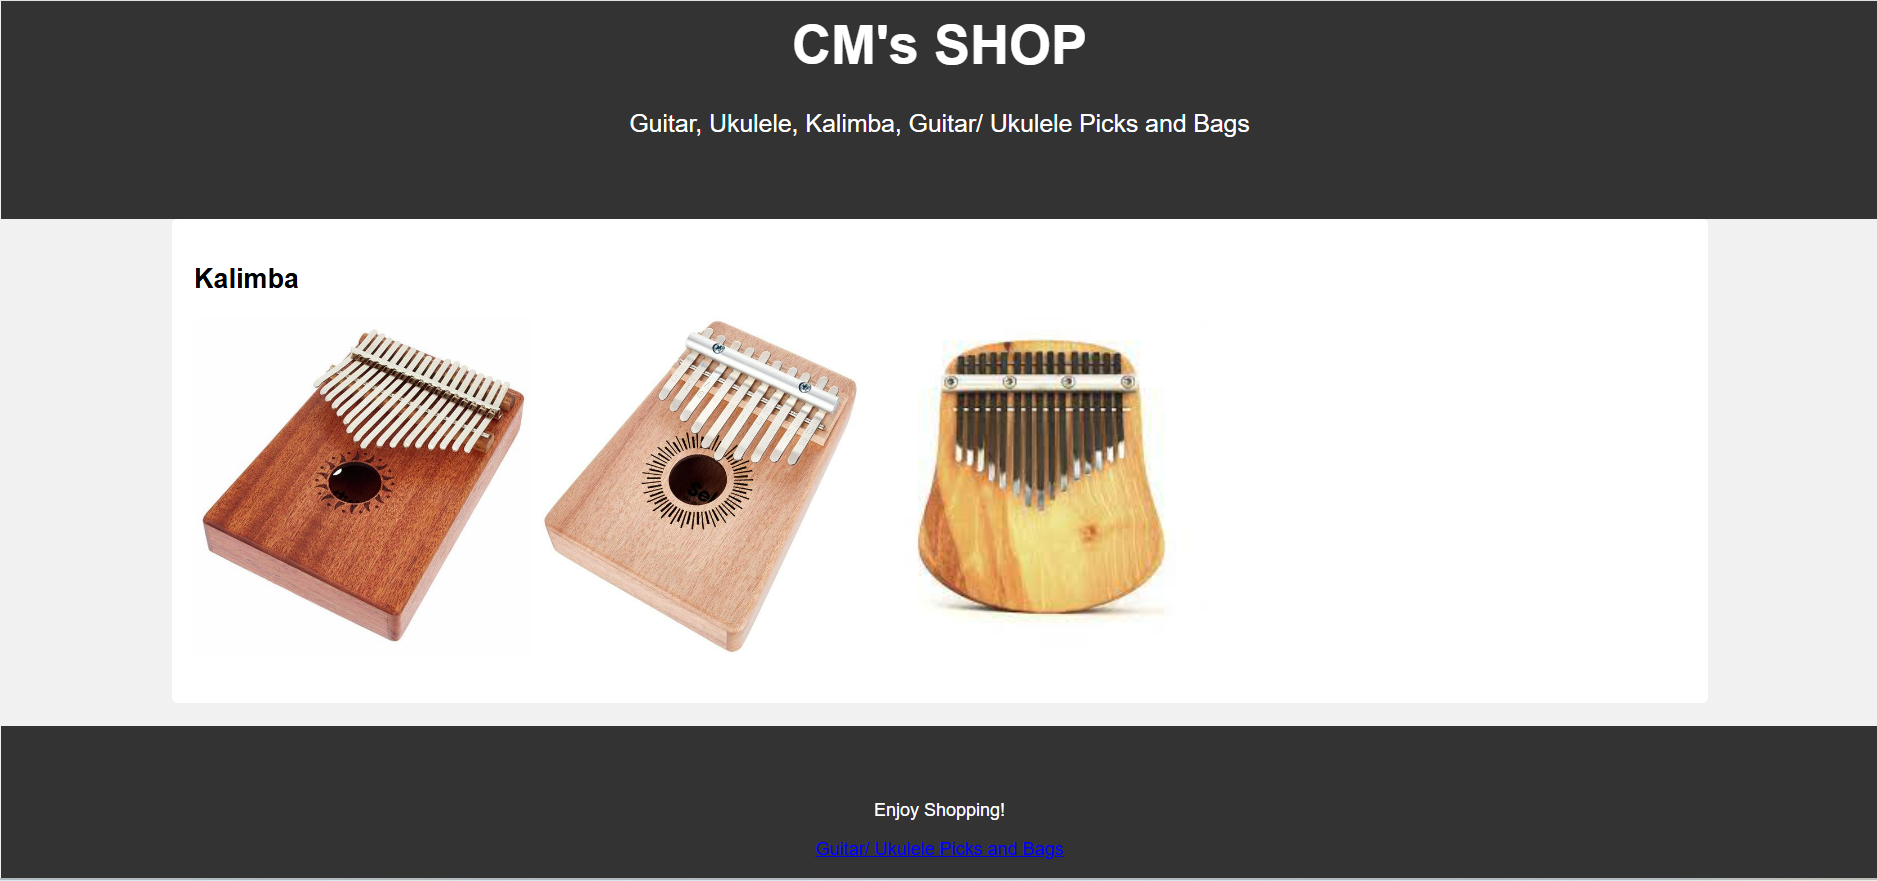 CM's SHOP
Guitar, Ukulele, Kalimba, Guitar/ Ukulele Picks and Bags
Kalimba
Enjoy Shopping!
Guitar/ Ukulele Picks and Bags